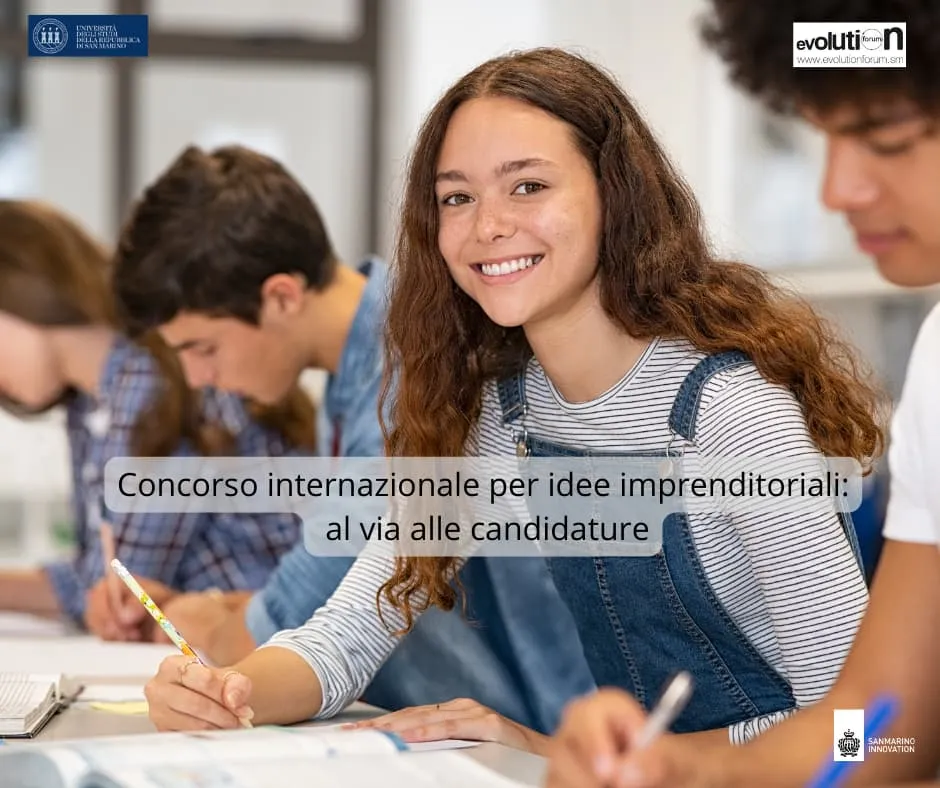 UNIVERSITÀ
DEGLI STUDI
DELLA REPUBBLICA
DI SAN MARINO
evolution
forum
www.evolutionforum.sm
Concorso internazionale per idee imprenditoriali:
al via alle candidature
SANMARINO
INNOVATION